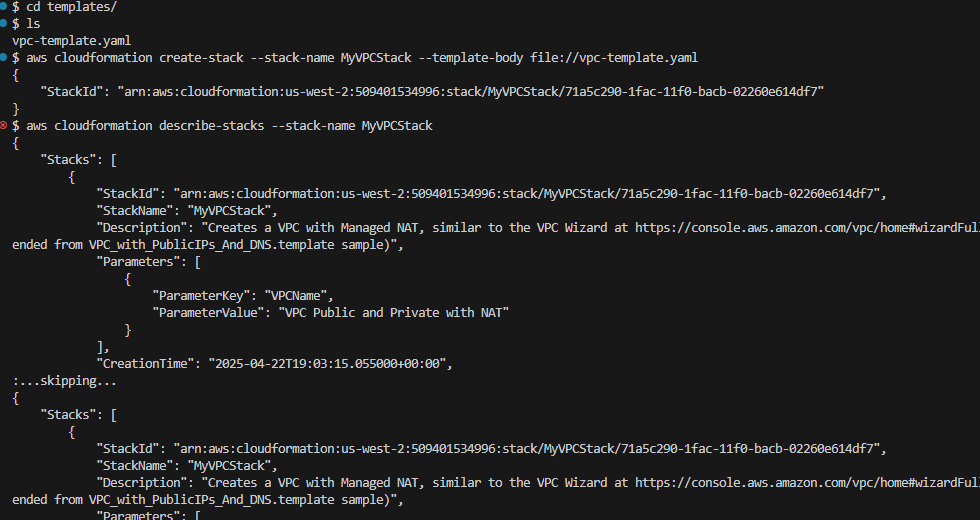 $ cd templates/
$ ls
vpc-template.yaml
$ aws cloudformation create-stack --stack-name MyVPCStack --template-body file://vpc-template.yaml
{
    "StackId": "arn:aws:cloudformation:us-west-2:509401534996:stack/MyVPCStack/71a5c290-1fac-11f0-bacb-02260e614df7"
}
$ aws cloudformation describe-stacks --stack-name MyVPCStack
{
    "Stacks": [
        {
            "StackId": "arn:aws:cloudformation:us-west-2:509401534996:stack/MyVPCStack/71a5c290-1fac-11f0-bacb-02260e614df7",
            "StackName": "MyVPCStack",
            "Description": "Creates a VPC with Managed NAT, similar to the VPC Wizard at https://console.aws.amazon.com/vpc/home#wizardFull
ended from VPC_with_PublicIPs_And_DNS.template sample)",
            "Parameters": [
                {
                    "ParameterKey": "VPCName",
                    "ParameterValue": "VPC Public and Private with NAT"
                }
            ],
            "CreationTime": "2025-04-22T19:03:15.055000+00:00",
:...skipping...
{
    "Stacks": [
        {
            "StackId": "arn:aws:cloudformation:us-west-2:509401534996:stack/MyVPCStack/71a5c290-1fac-11f0-bacb-02260e614df7",
            "StackName": "MyVPCStack",
            "Description": "Creates a VPC with Managed NAT, similar to the VPC Wizard at https://console.aws.amazon.com/vpc/home#wizardFull
ended from VPC_with_PublicIPs_And_DNS.template sample)",
            "Parameters": [